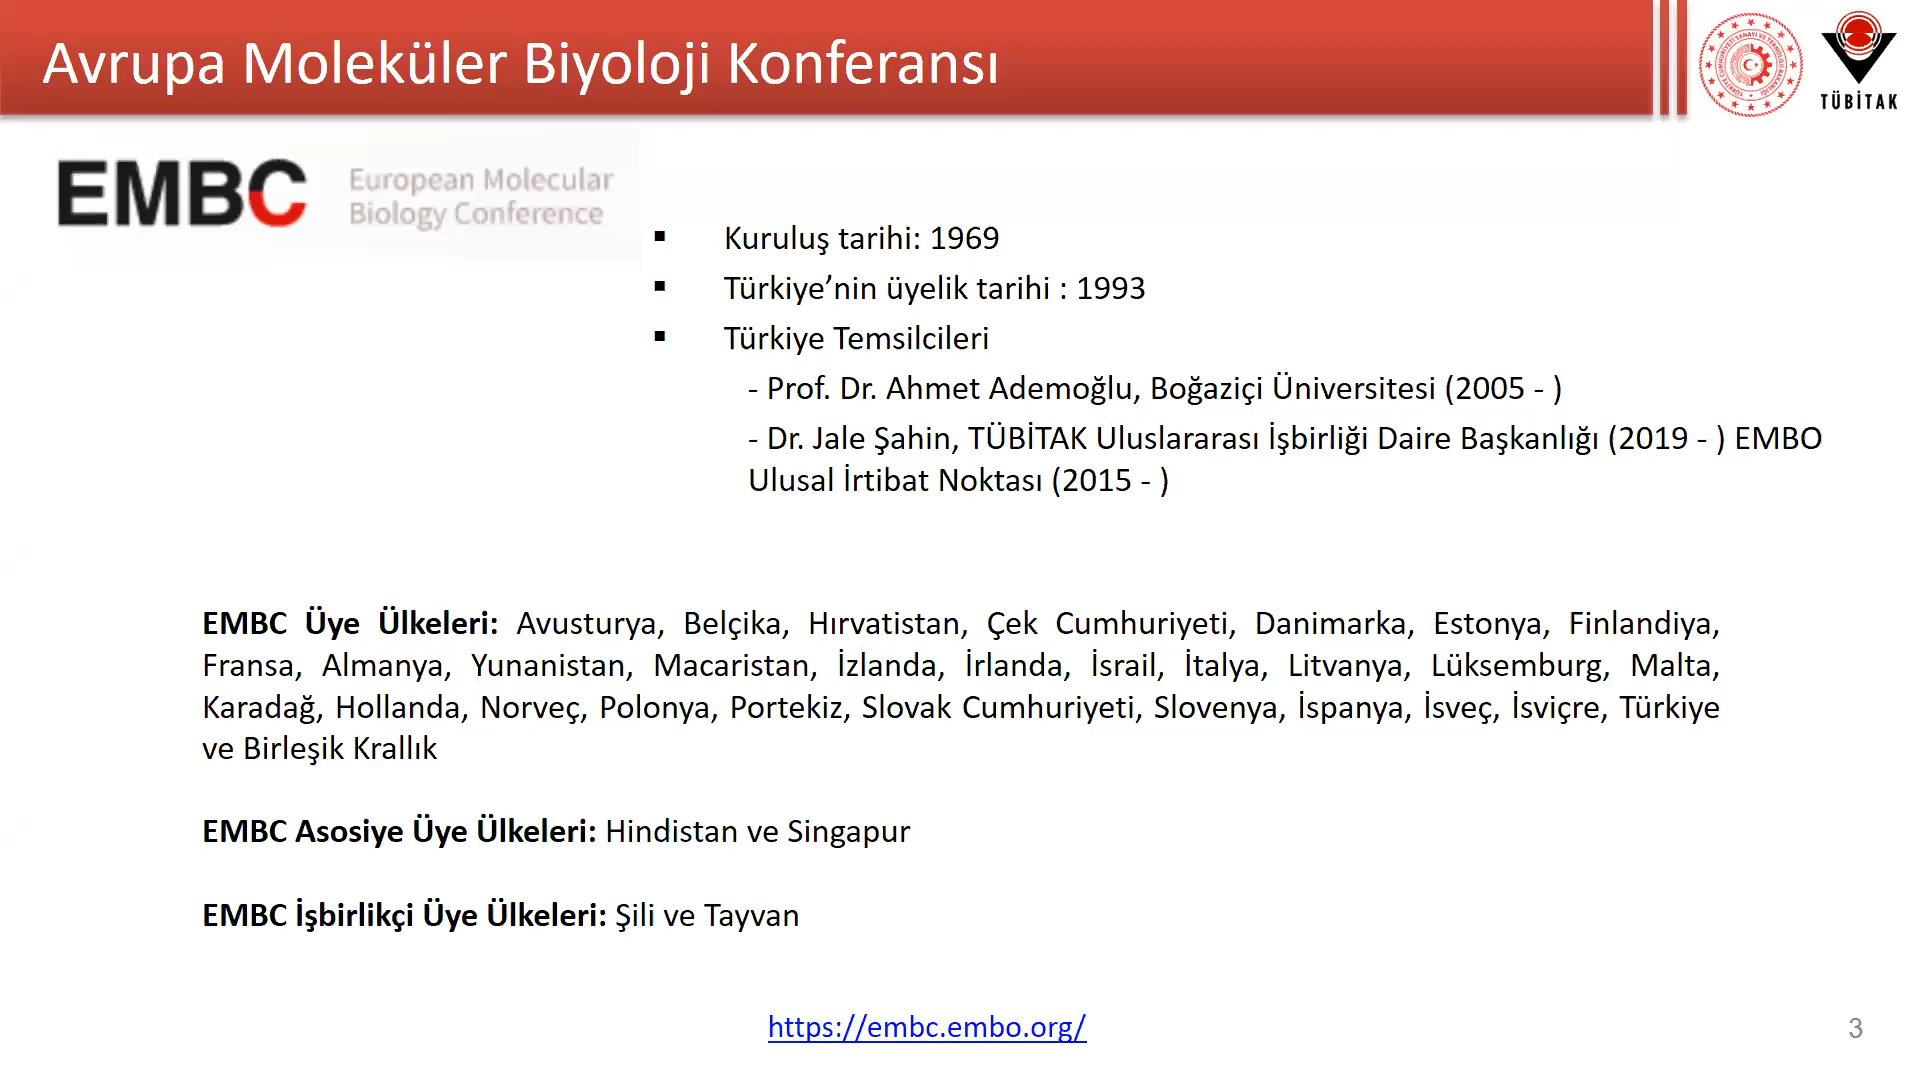 Avrupa Moleküler Biyoloji Konferansı
TÜBİTAK
EMBC European Molecular
Biology Conference
▪ Kuruluş tarihi: 1969
▪ Türkiye’nin üyelik tarihi : 1993
▪ Türkiye Temsilcileri
- Prof. Dr. Ahmet Ademoğlu, Boğaziçi Üniversitesi (2005 - )
- Dr. Jale Şahin, TÜBİTAK Uluslararası İşbirliği Daire Başkanlığı (2019 - ) EMBO
Ulusal İrtibat Noktası (2015 - )
EMBC Üye Ülkeleri: Avusturya, Belçika, Hırvatistan, Çek Cumhuriyeti, Danimarka, Estonya, Finlandiya,
Fransa, Almanya, Yunanistan, Macaristan, İzlanda, İrlanda, İsrail, İtalya, Litvanya, Lüksemburg, Malta,
Karadağ, Hollanda, Norveç, Polonya, Portekiz, Slovak Cumhuriyeti, Slovenya, İspanya, İsveç, İsviçre, Türkiye
ve Birleşik Krallık
EMBC Asosiye Üye Ülkeleri: Hindistan ve Singapur
EMBC İşbirlikçi Üye Ülkeleri: Şili ve Tayvan
https://embc.embo.org/
3